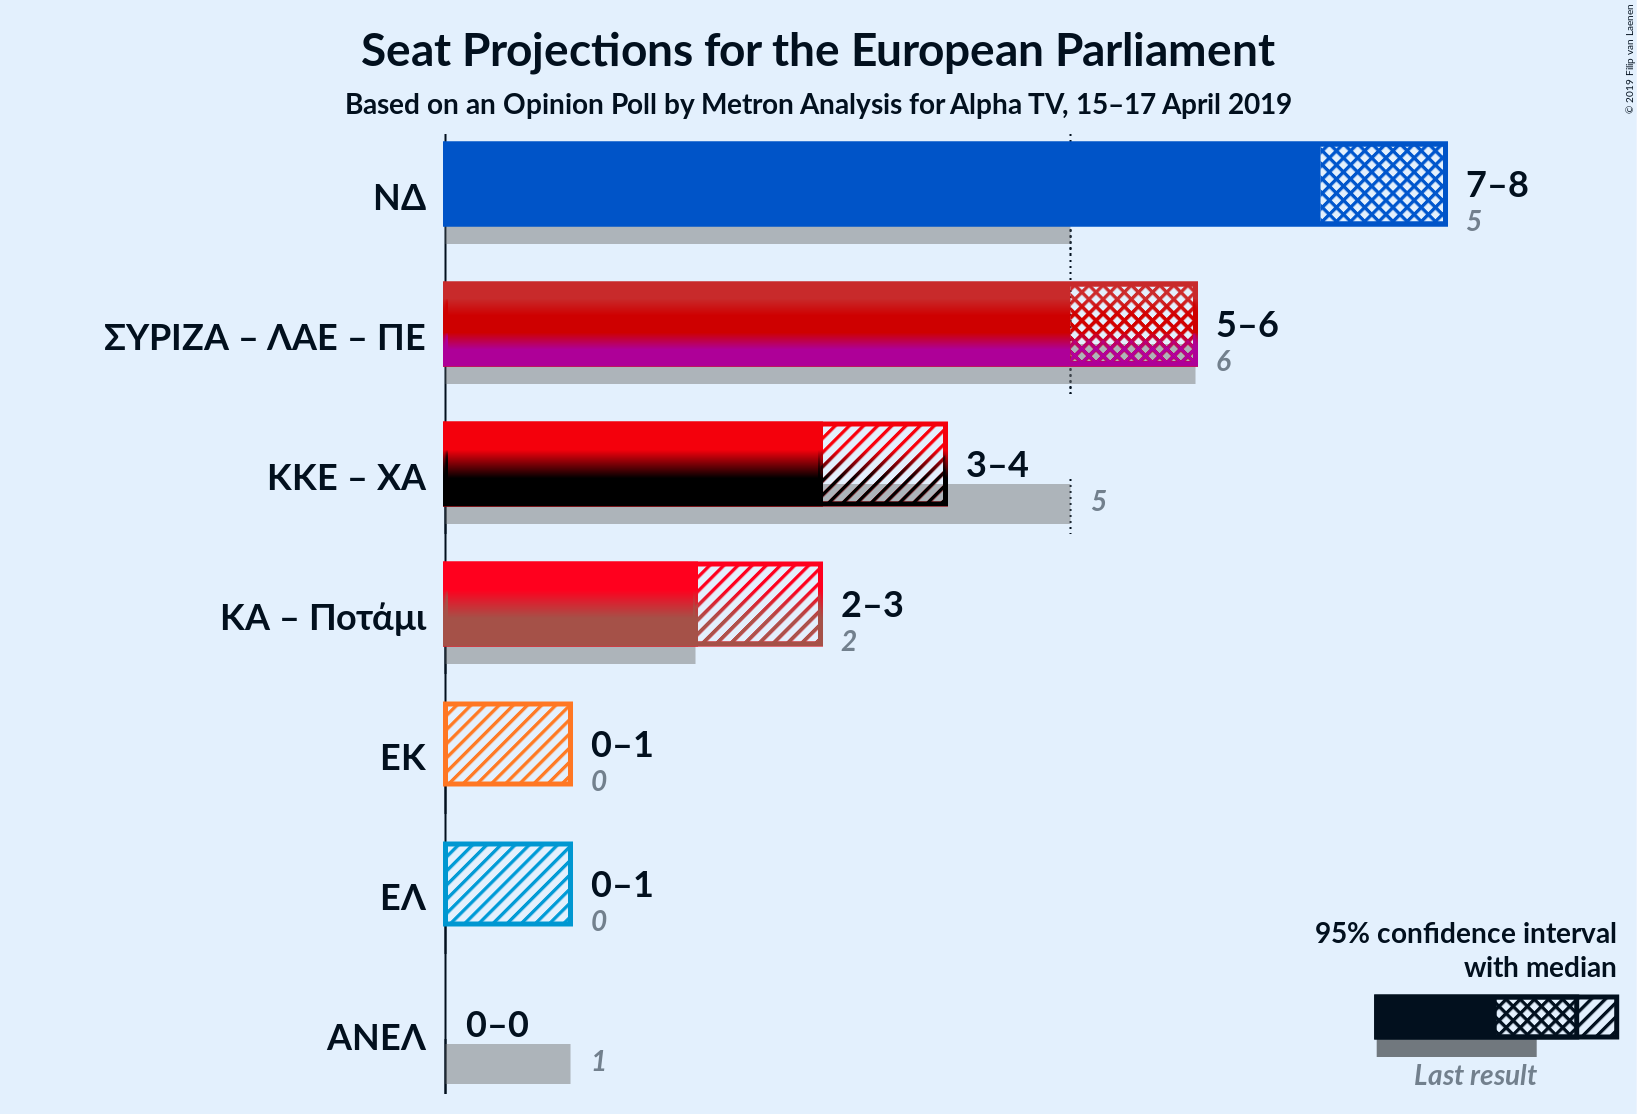 Seat Projections for the European Parliament
Based on an Opinion Poll by Metron Analysis for Alpha TV, 15–17 April 2019
© 2019 Filip van Laenen
ΝΔ
7–8
5
ΣΥΡΙΖΑ – ΛΑΕ – ΠΕ
5–6
6
ΚΚΕ – ΧΑ
3–4
5
ΚΑ – Ποτάμι
2–3
2
ΕΚ
0–1
0
ΕΛ
0–1
0
ΑΝΕΛ
0–0
1
95% confidence interval
with median
Last result